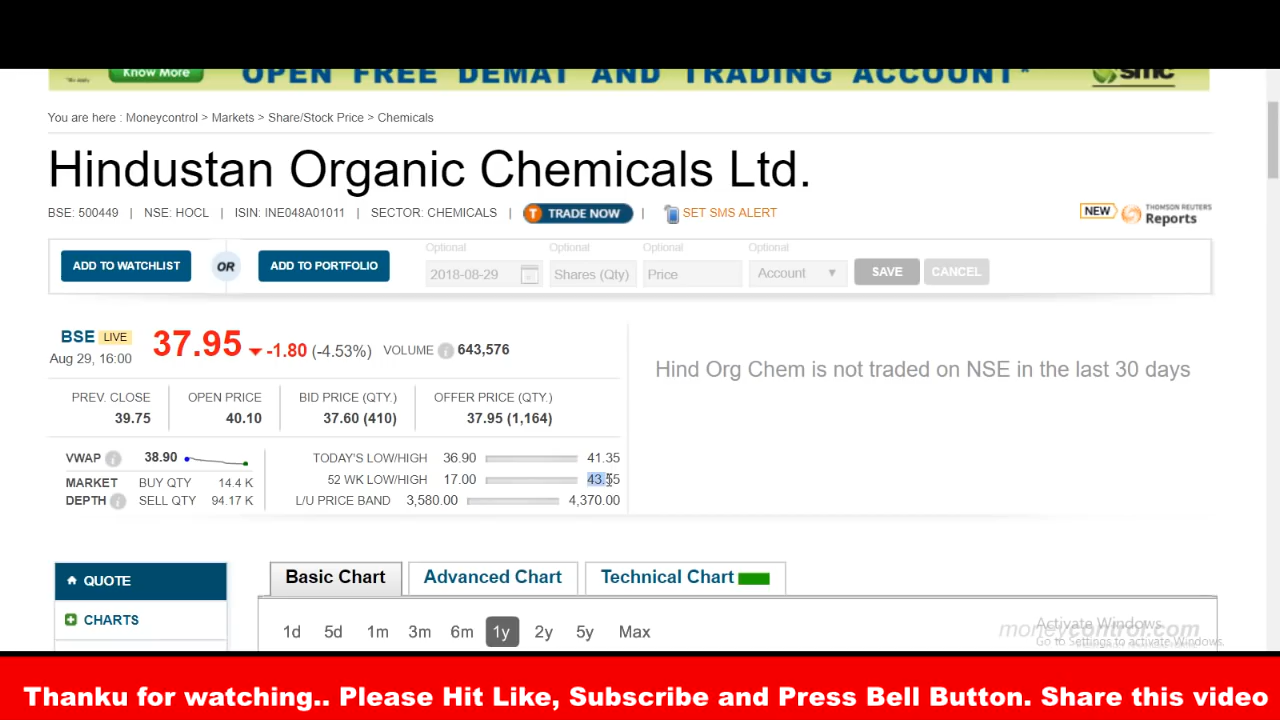 Know More OPEN FREE DEMAT AND TRADING ACCOUNT* smc
You are here : Moneycontrol > Markets > Share/Stock Price > Chemicals
Hindustan Organic Chemicals Ltd.
BSE: 500449 | NSE: HOCL | ISIN: INE048A01011 | SECTOR: CHEMICALS | T TRADE NOW | SET SMS ALERT NEW THOMSON REUTERS Reports
Optional Optional Optional Optional
ADD TO WATCHLIST OR ADD TO PORTFOLIO 2018-08-29 Shares (Qty) Price Account SAVE CANCEL
BSE LIVE 37.95 -1.80 (-4.53%) VOLUME i 643,576
Aug 29, 16:00
Hind Org Chem is not traded on NSE in the last 30 days
PREV. CLOSE OPEN PRICE BID PRICE (QTY.) OFFER PRICE (QTY.)
39.75 40.10 37.60 (410) 37.95 (1,164)
VWAP i 38.90 TODAY'S LOW/HIGH 36.90 41.35
MARKET BUY QTY 14.4 K 52 WK LOW/HIGH 17.00 43.55
DEPTH i SELL QTY 94.17 K L/U PRICE BAND 3,580.00 4,370.00
QUOTE Basic Chart Advanced Chart Technical Chart
CHARTS
1d 5d 1m 3m 6m 1y 2y 5y Max
moneycontrol.com
Activate Windows
Go to Settings to activate Windows.
Thanku for watching.. Please Hit Like, Subscribe and Press Bell Button. Share this video